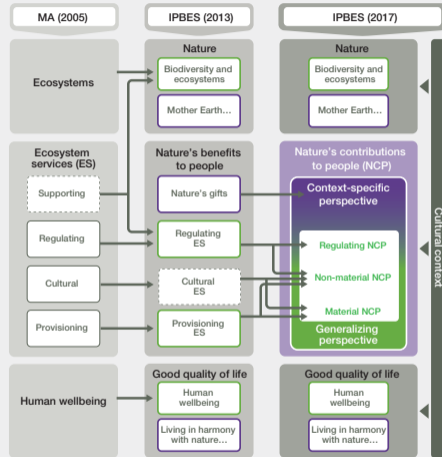 MA (2005)
IPBES (2013)
IPBES (2017)
Ecosystems
Nature
Biodiversity and
ecosystems
Mother Earth...
Nature
Biodiversity and
ecosystems
Mother Earth...
Ecosystem
services (ES)
Supporting
Regulating
Cultural
Provisioning
Nature's benefits
to people
Nature's gifts
Regulating
ES
Cultural
ES
Provisioning
ES
Nature's contributions
to people (NCP)
Context-specific
perspective
Regulating NCP
Non-material NCP
Material NCP
Generalizing
perspective
Cultural context
Human wellbeing
Good quality of life
Human
wellbeing
Living in harmony
with nature...
Good quality of life
Human
wellbeing
Living in harmony
with nature...